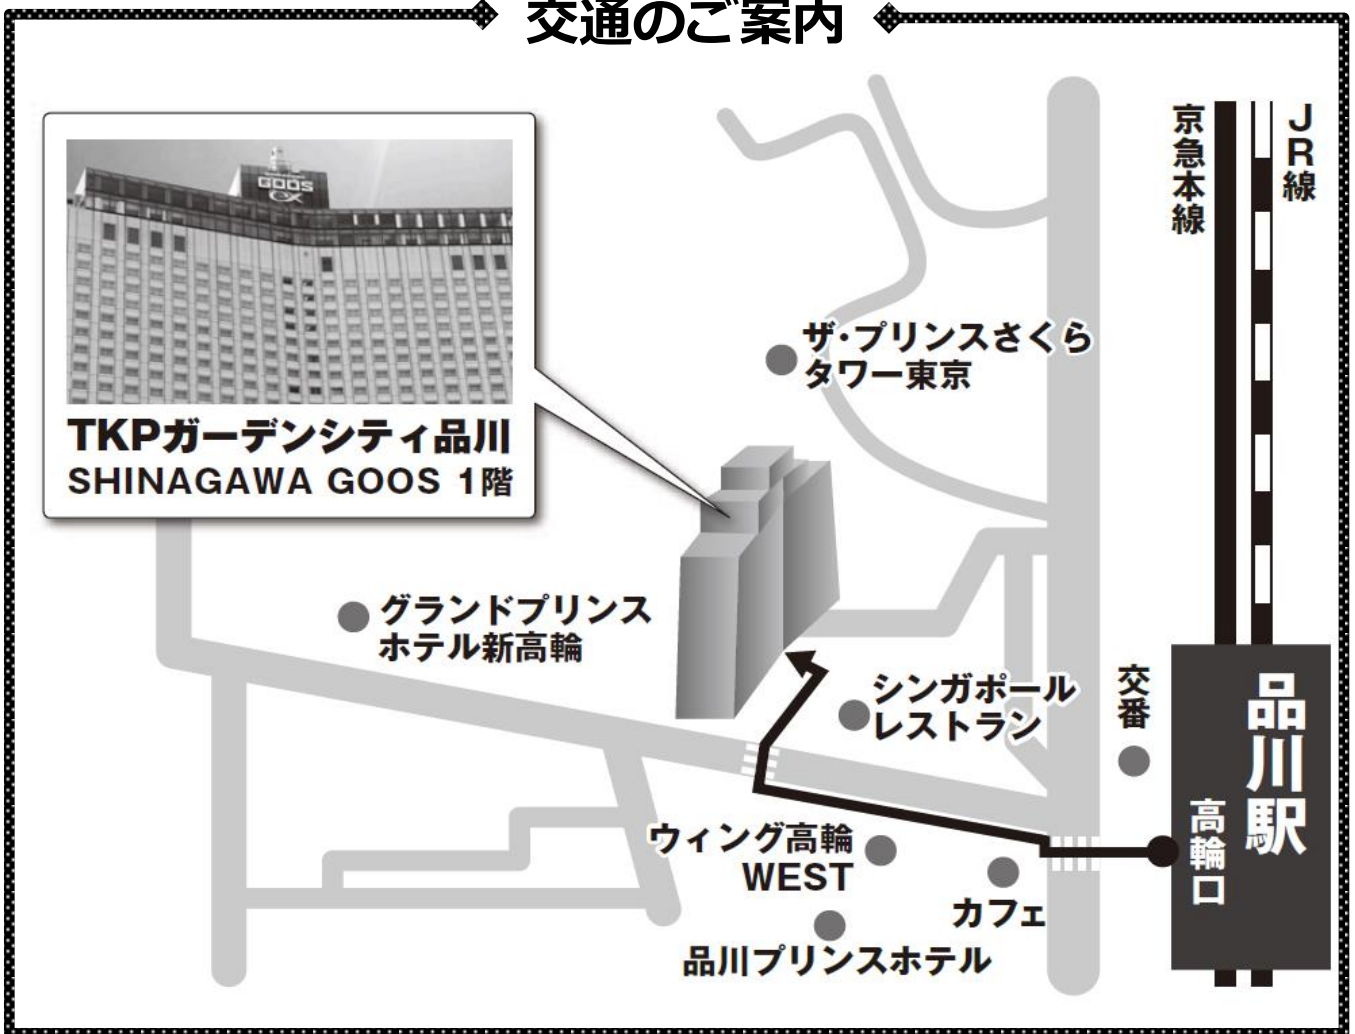 交通のご案内
GOOS
TKPガーデンシティ品川
SHINAGAWA GOOS 1階
京急本線
JR線
ザ・プリンスさくら
タワー東京
グランドプリンス
ホテル新高輪
シンガポール
レストラン
交番
品川駅
高輪口
ウィング高輪
WEST
カフェ
品川プリンスホテル